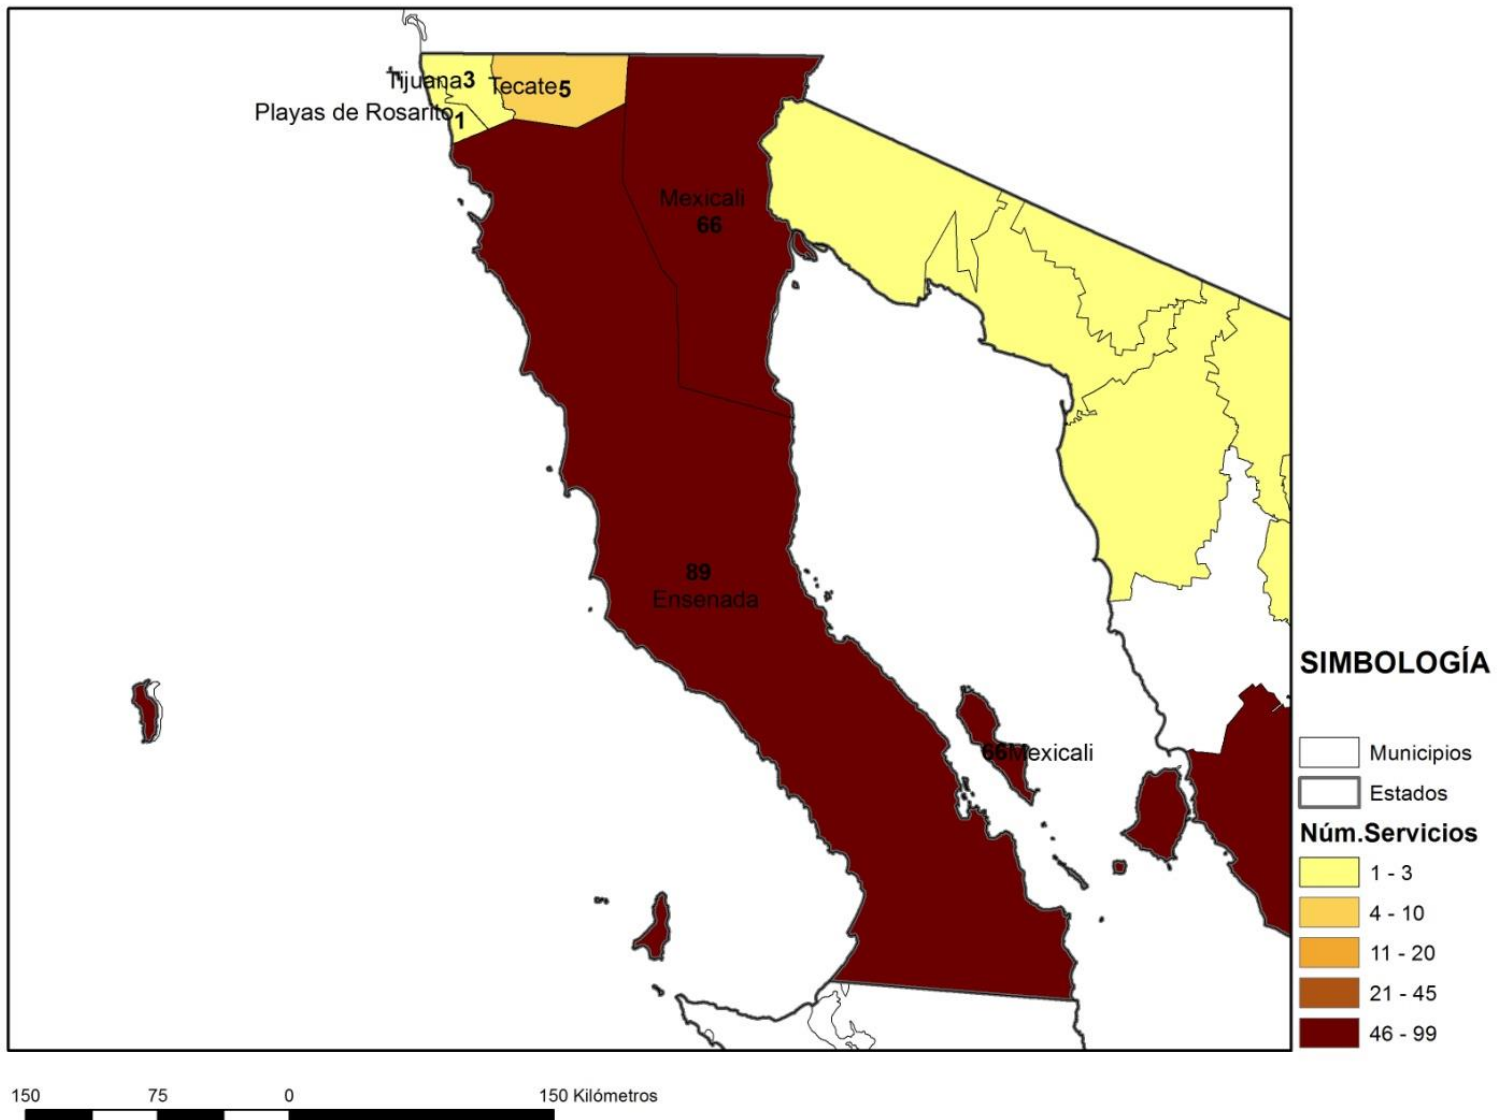 Tijuana3
Tecate5
Playas de Rosarito1
Mexicali
66
89
Ensenada
66Mexicali
SIMBOLOGÍA
Municipios
Estados
Núm.Servicios
1 - 3
4 - 10
11 - 20
21 - 45
46 - 99
150 75 0 150 Kilómetros